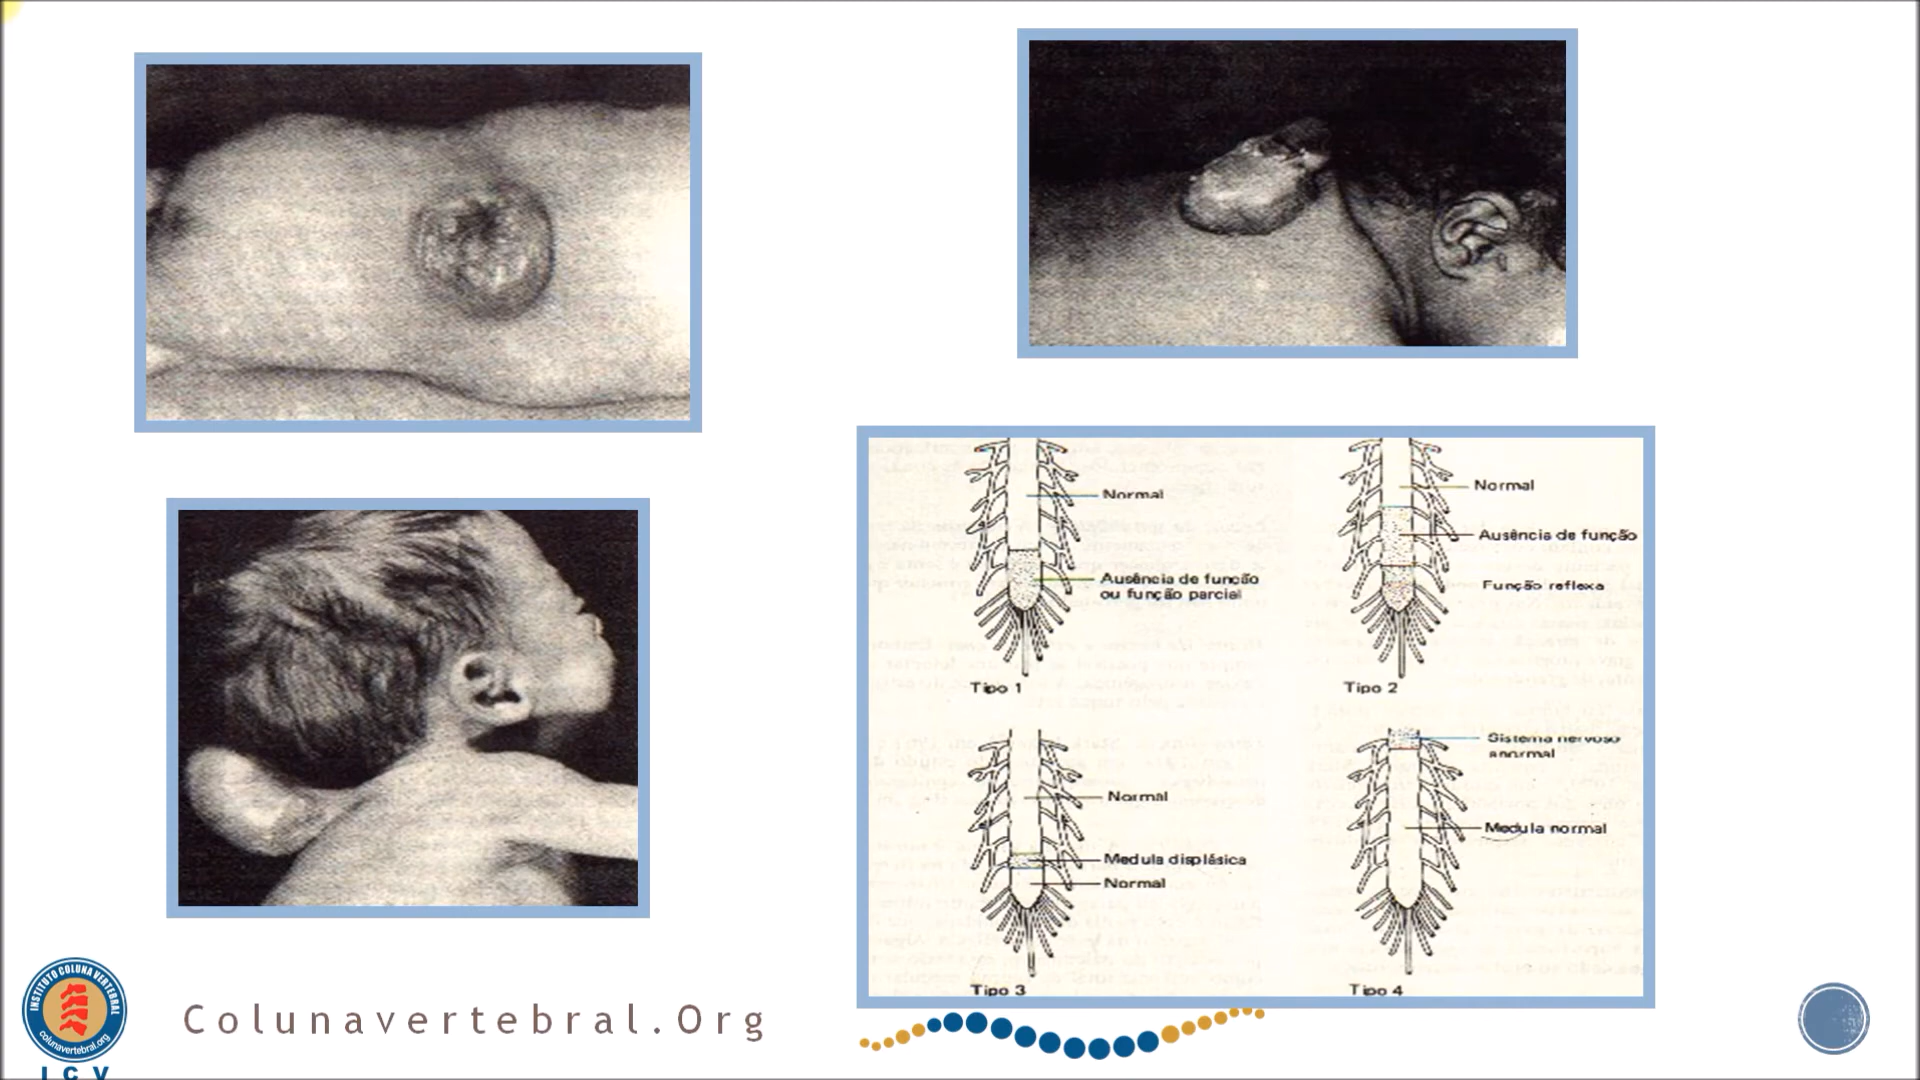 Normal
Ausência de função
ou função parcial
Tipo 1
Normal
Ausência de função
Função reflexa
Tipo 2
Normal
Medula displásica
Normal
Tipo 3
Sistema nervoso
anormal
Medula normal
Tipo 4
INSTITUTO COLUNA VERTEBRAL
colunavertebral.org
ICV
Colunavertebral.Org